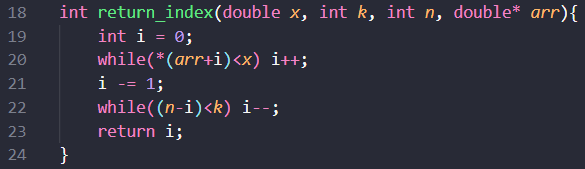 18 int return_index(double x, int k, int n, double* arr){
19     int i = 0;
20     while(*(arr+i)<x) i++;
21     i -= 1;
22     while((n-i)<k) i--;
23     return i;
24 }